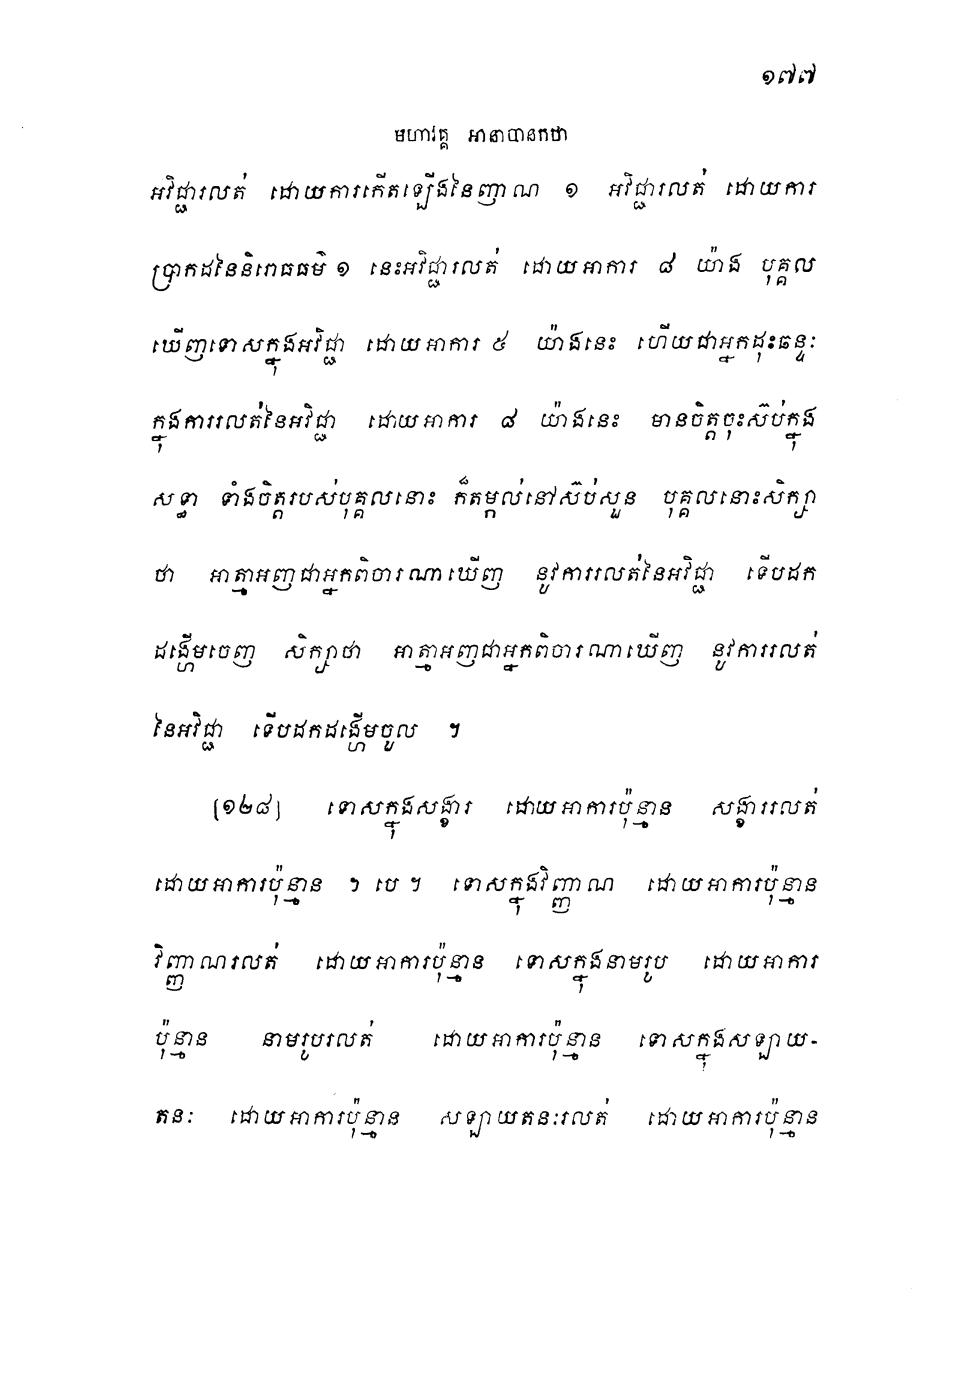 ១៧៧
មហាវគ្គ អានាបានកថា
អវិជ្ជារលត់ ដោយការកើតឡើងនៃញាណ ១ អវិជ្ជារលត់ ដោយការ
ប្រាកដនៃនិរោធធម៌ ១ នេះអវិជ្ជារលត់ ដោយអាការ ៨ យ៉ាង បុគ្គល
ឃើញទោសក្នុងអវិជ្ជា ដោយអាការ ៥ យ៉ាងនេះ ហើយជាអ្នកដុះឆន្ទៈ
ក្នុងការរលត់នៃអវិជ្ជា ដោយអាការ ៨ យ៉ាងនេះ មានចិត្តចុះស៊ប់ក្នុង
សទ្ធា ទាំងចិត្តរបស់បុគ្គលនោះ ក៏តម្កល់នៅស៊ប់សួន បុគ្គលនោះសិក្សា
ថា អាត្មាអញជាអ្នកពិចារណាឃើញ នូវការរលត់នៃអវិជ្ជា ទើបដក
ដង្ហើមចេញ សិក្សាថា អាត្មាអញជាអ្នកពិចារណាឃើញ នូវការរលត់
នៃអវិជ្ជា ទើបដកដង្ហើមចូល ។
(១២៨) ទោសក្នុងសង្ខារ ដោយអាការប៉ុន្មាន សង្ខាររលត់
ដោយអាការប៉ុន្មាន ។ បេ ។ ទោសក្នុងវិញ្ញាណ ដោយអាការប៉ុន្មាន
វិញ្ញាណរលត់ ដោយអាការប៉ុន្មាន ទោសក្នុងនាមរូប ដោយអាការ
ប៉ុន្មាន នាមរូបរលត់ ដោយអាការប៉ុន្មាន ទោសក្នុងសឡាយ-
តនៈ ដោយអាការប៉ុន្មាន សឡាយតនៈរលត់ ដោយអាការប៉ុន្មាន